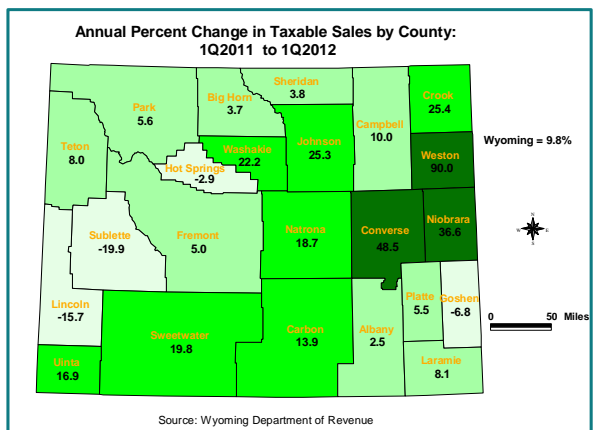 Annual Percent Change in Taxable Sales by County:
1Q2011 to 1Q2012
Sheridan
3.8
Big Horn
3.7
Park
5.6
Crook
25.4
Campbell
10.0
Johnson
25.3
Teton
8.0
Washakie
22.2
Hot Springs
-2.9
Weston
90.0
Wyoming = 9.8%
Sublette
-19.9
Fremont
5.0
Natrona
18.7
Converse
48.5
Niobrara
36.6
N
W
E
S
Lincoln
-15.7
Platte
5.5
Goshen
-6.8
0
50
Miles
Sweetwater
19.8
Carbon
13.9
Albany
2.5
Uinta
16.9
Laramie
8.1
Source: Wyoming Department of Revenue